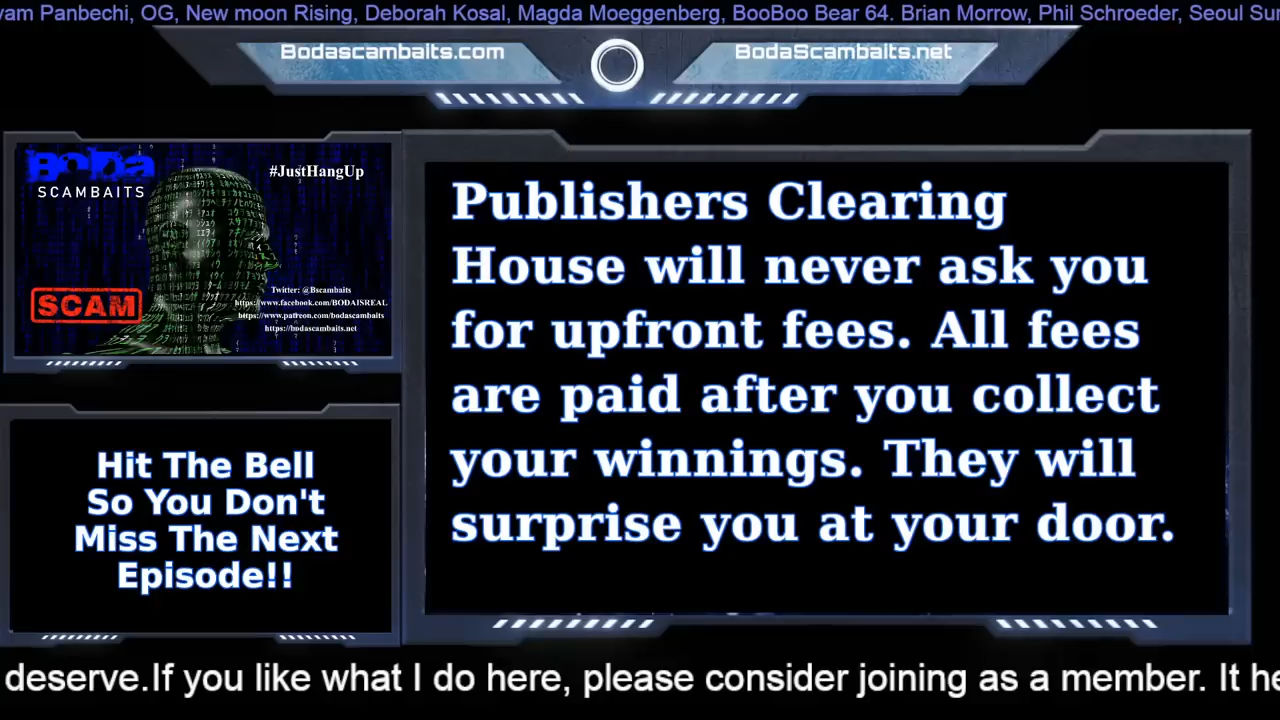 yam Panbechi, OG, New moon Rising, Deborah Kosal, Magda Moeggenberg, BooBoo Bear 64. Brian Morrow, Phil Schroeder, Seoul Sur
Bodascambaits.com
BodaScambaits.net
BODA
SCAMBAITS
#JustHangUp
SCAM
Twitter: @Bscambaits
https://www.facebook.com/BODAISREAL
https://www.patreon.com/bodascambaits
https://bodascambaits.net
Publishers Clearing
House will never ask you
for upfront fees. All fees
are paid after you collect
your winnings. They will
surprise you at your door.
Hit The Bell
So You Don't
Miss The Next
Episode!!
deserve.If you like what I do here, please consider joining as a member. It he